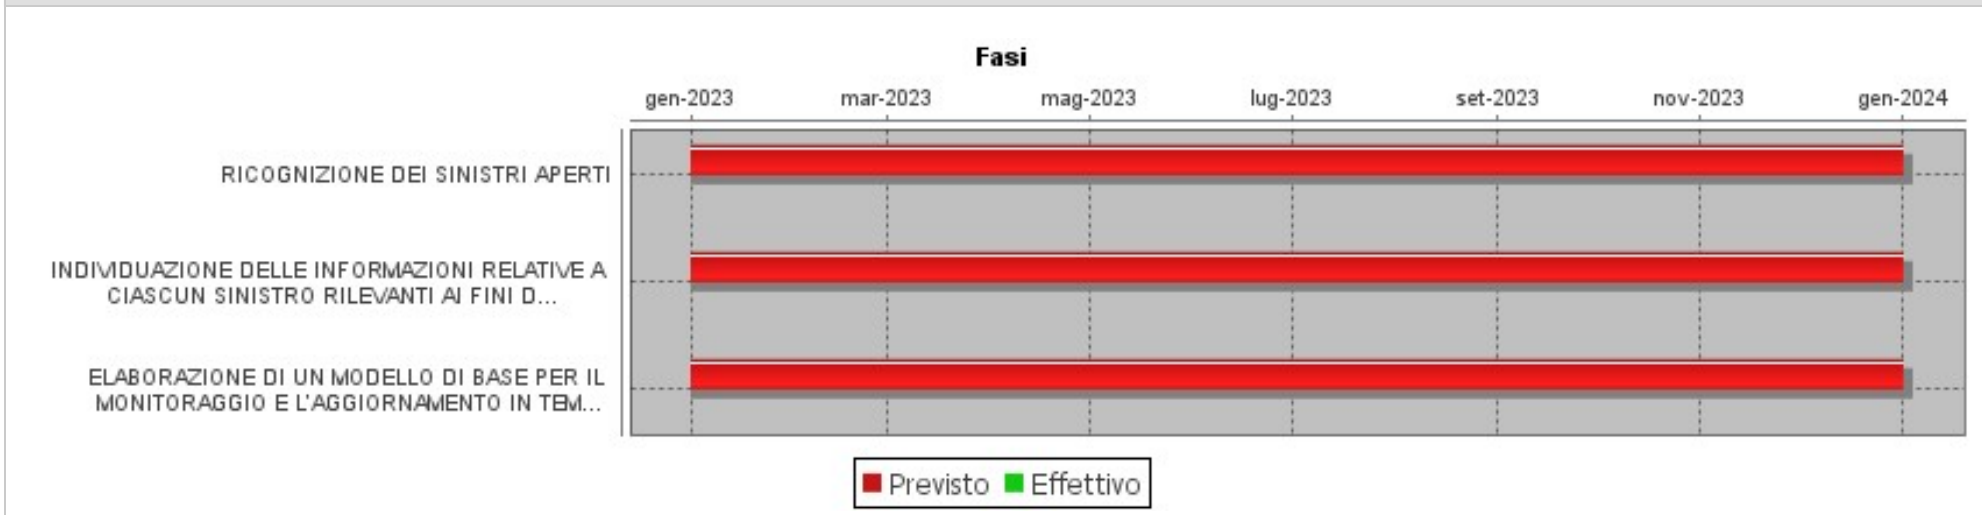 Fasi
gen-2023 mar-2023 mag-2023 lug-2023 set-2023 nov-2023 gen-2024
RICOGNIZIONE DEI SINISTRI APERTI
INDIVIDUAZIONE DELLE INFORMAZIONI RELATIVE A
CIASCUN SINISTRO RILEVANTI AI FINI D...
ELABORAZIONE DI UN MODELLO DI BASE PER IL
MONITORAGGIO E L'AGGIORNAMENTO IN TEM...
Previsto Effettivo